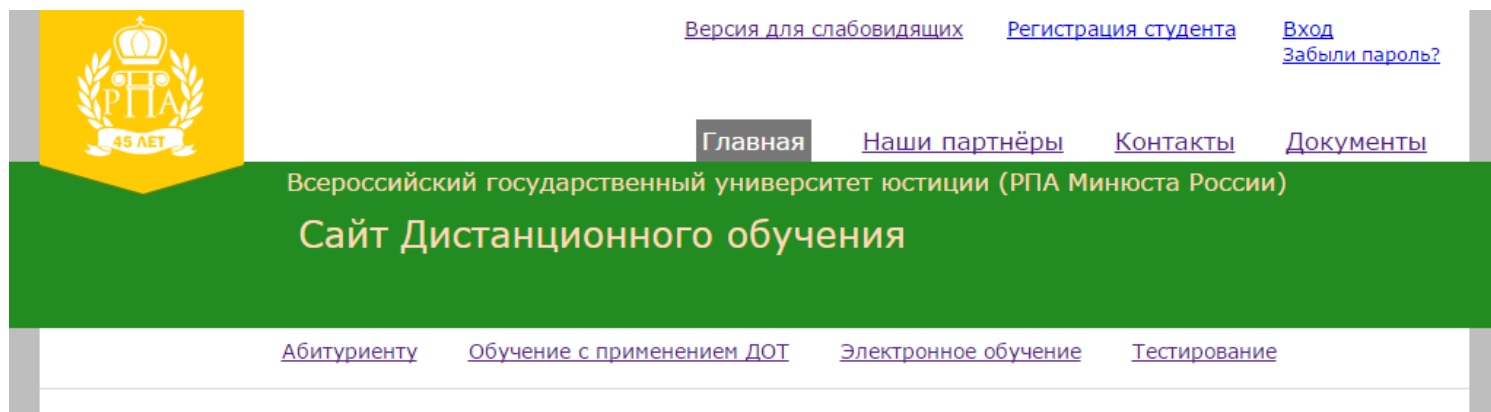 Версия для слабовидящих Регистрация студента Вход
Забыли пароль?
РПА
45 ЛЕТ
Главная Наши партнёры Контакты Документы
Всероссийский государственный университет юстиции (РПА Минюста России)
Сайт Дистанционного обучения
Абитуриенту Обучение с применением ДОТ Электронное обучение Тестирование